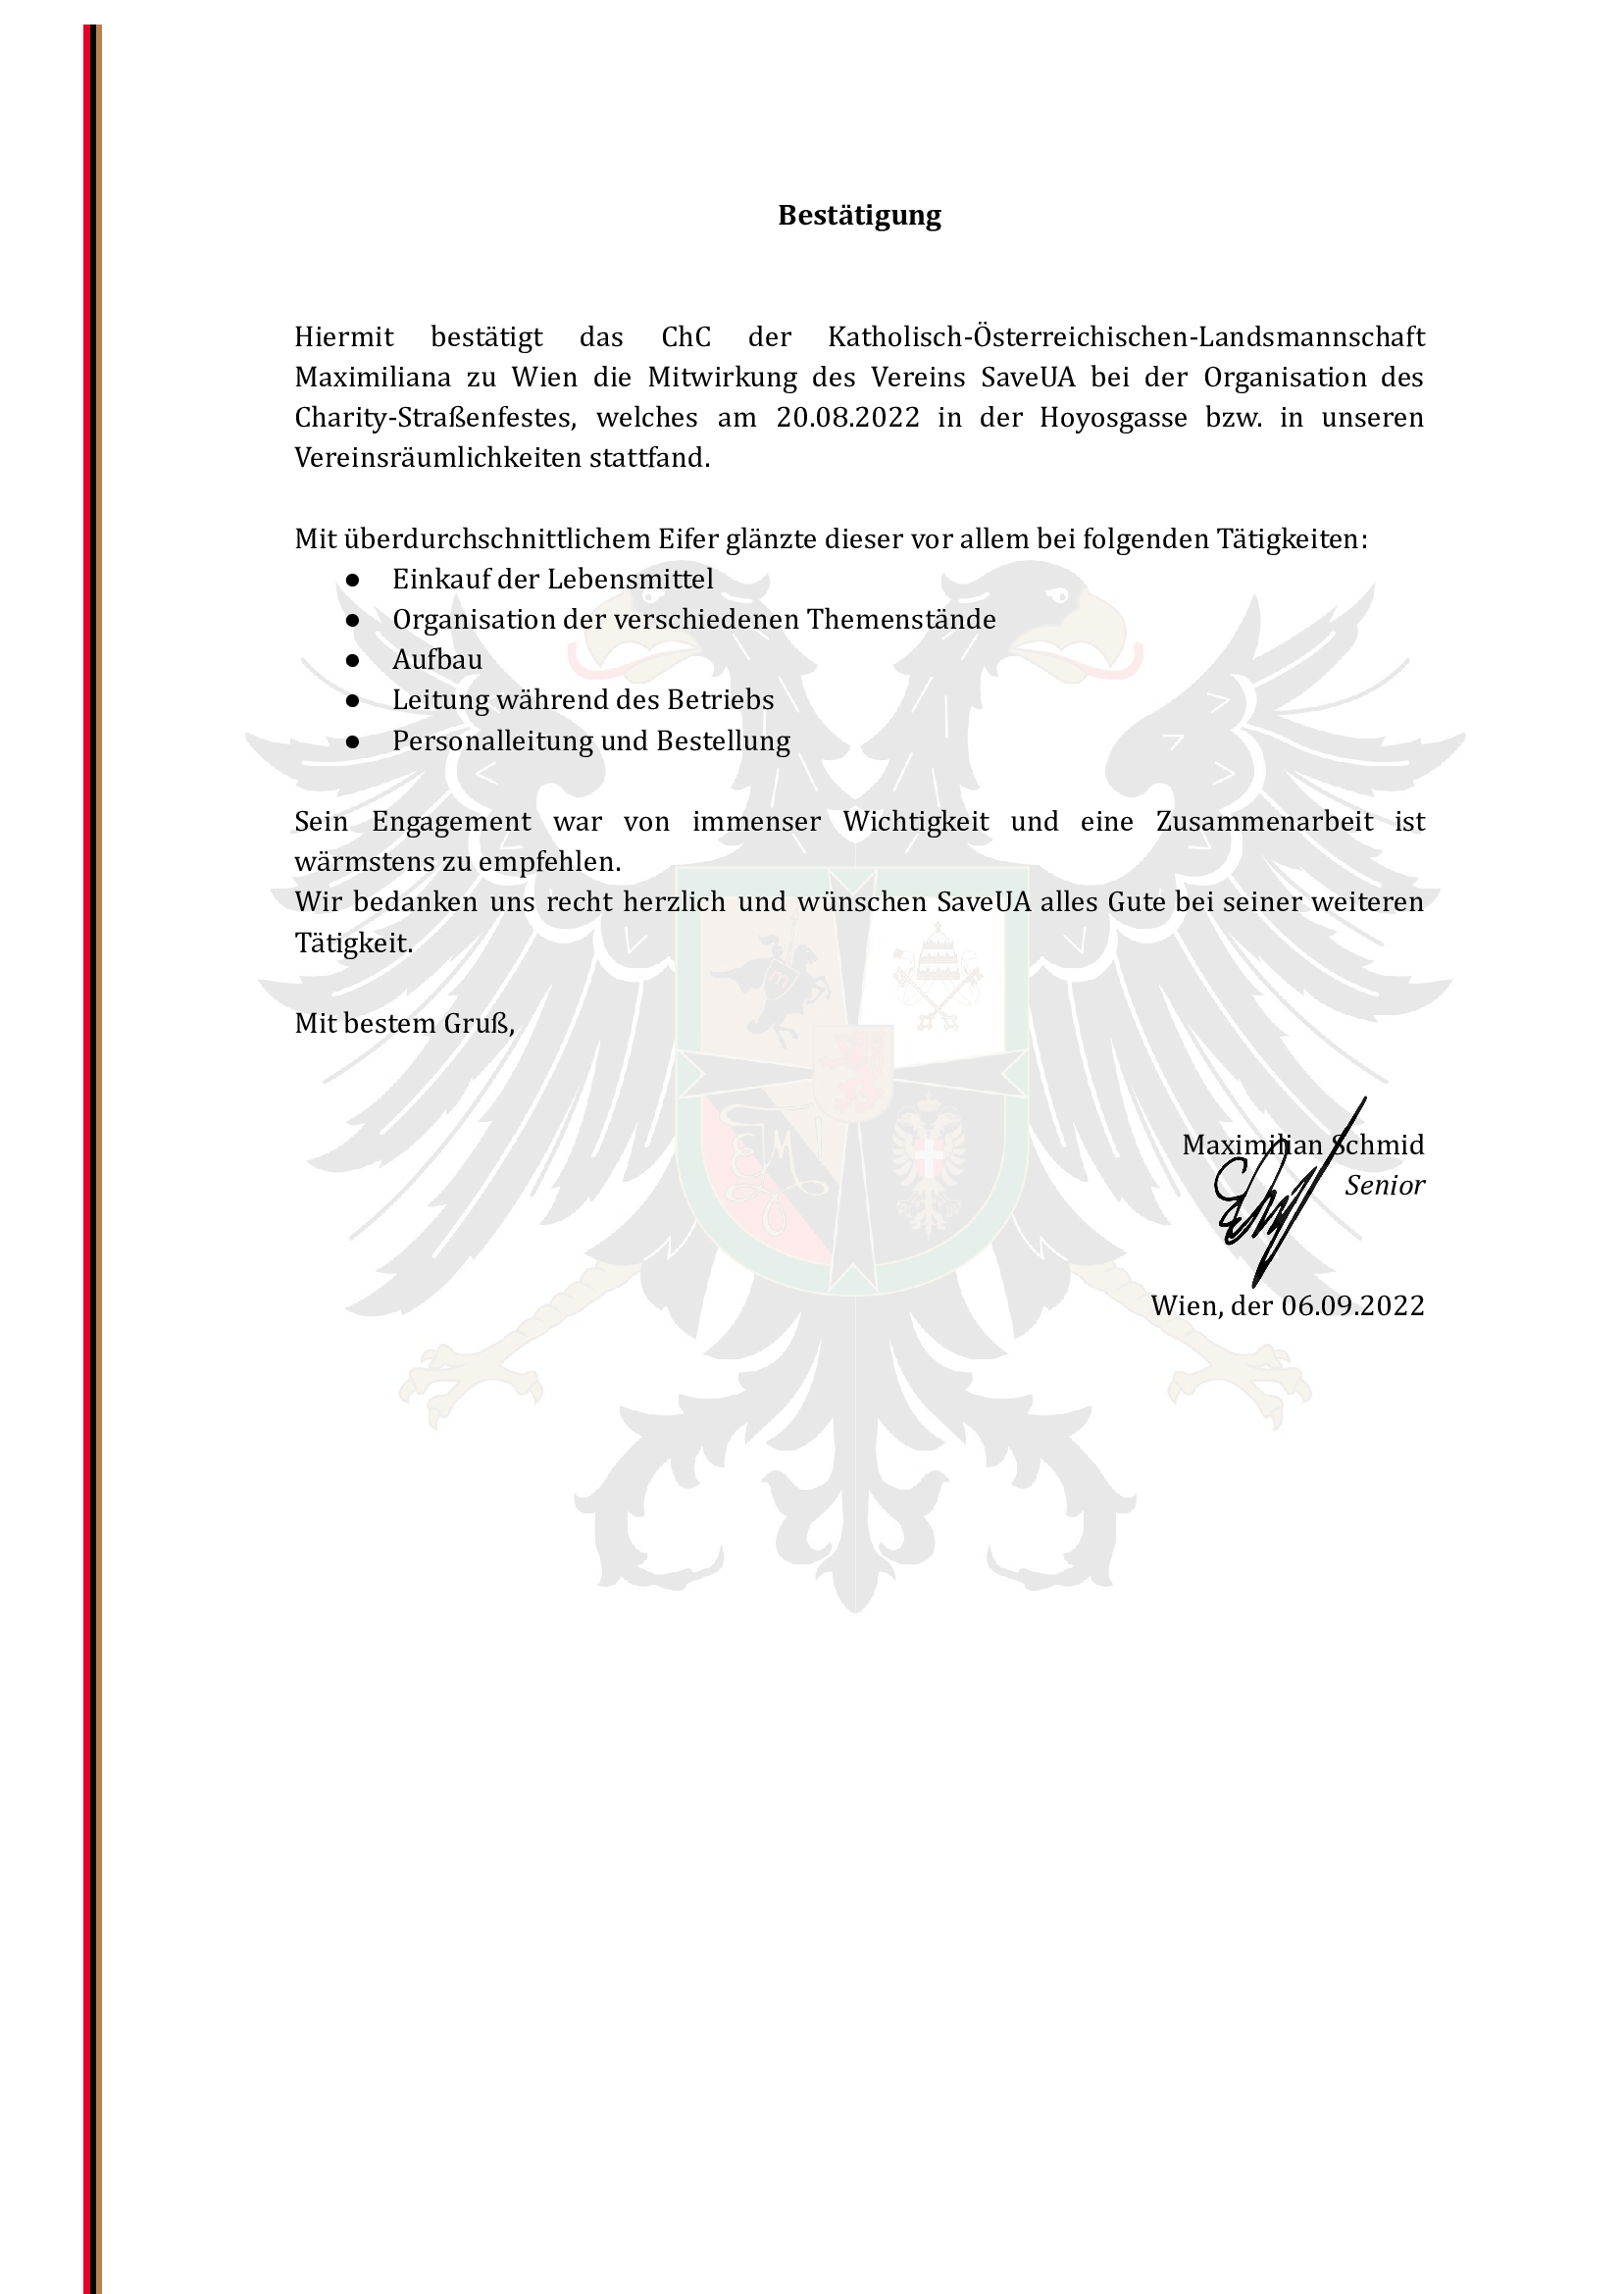 Bestätigung
Hiermit bestätigt das ChC der Katholisch-Österreichischen-Landsmannschaft
Maximiliana zu Wien die Mitwirkung des Vereins SaveUA bei der Organisation des
Charity-Straßenfestes, welches am 20.08.2022 in der Hoyosgasse bzw. in unseren
Vereinsräumlichkeiten stattfand.
Mit überdurchschnittlichem Eifer glänzte dieser vor allem bei folgenden Tätigkeiten:
● Einkauf der Lebensmittel
● Organisation der verschiedenen Themenstände
● Aufbau
● Leitung während des Betriebs
● Personalleitung und Bestellung
Sein Engagement war von immenser Wichtigkeit und eine Zusammenarbeit ist
wärmstens zu empfehlen.
Wir bedanken uns recht herzlich und wünschen SaveUA alles Gute bei seiner weiteren
Tätigkeit.
Mit bestem Gruß,
Maximilian Schmid
Senior
Wien, der 06.09.2022